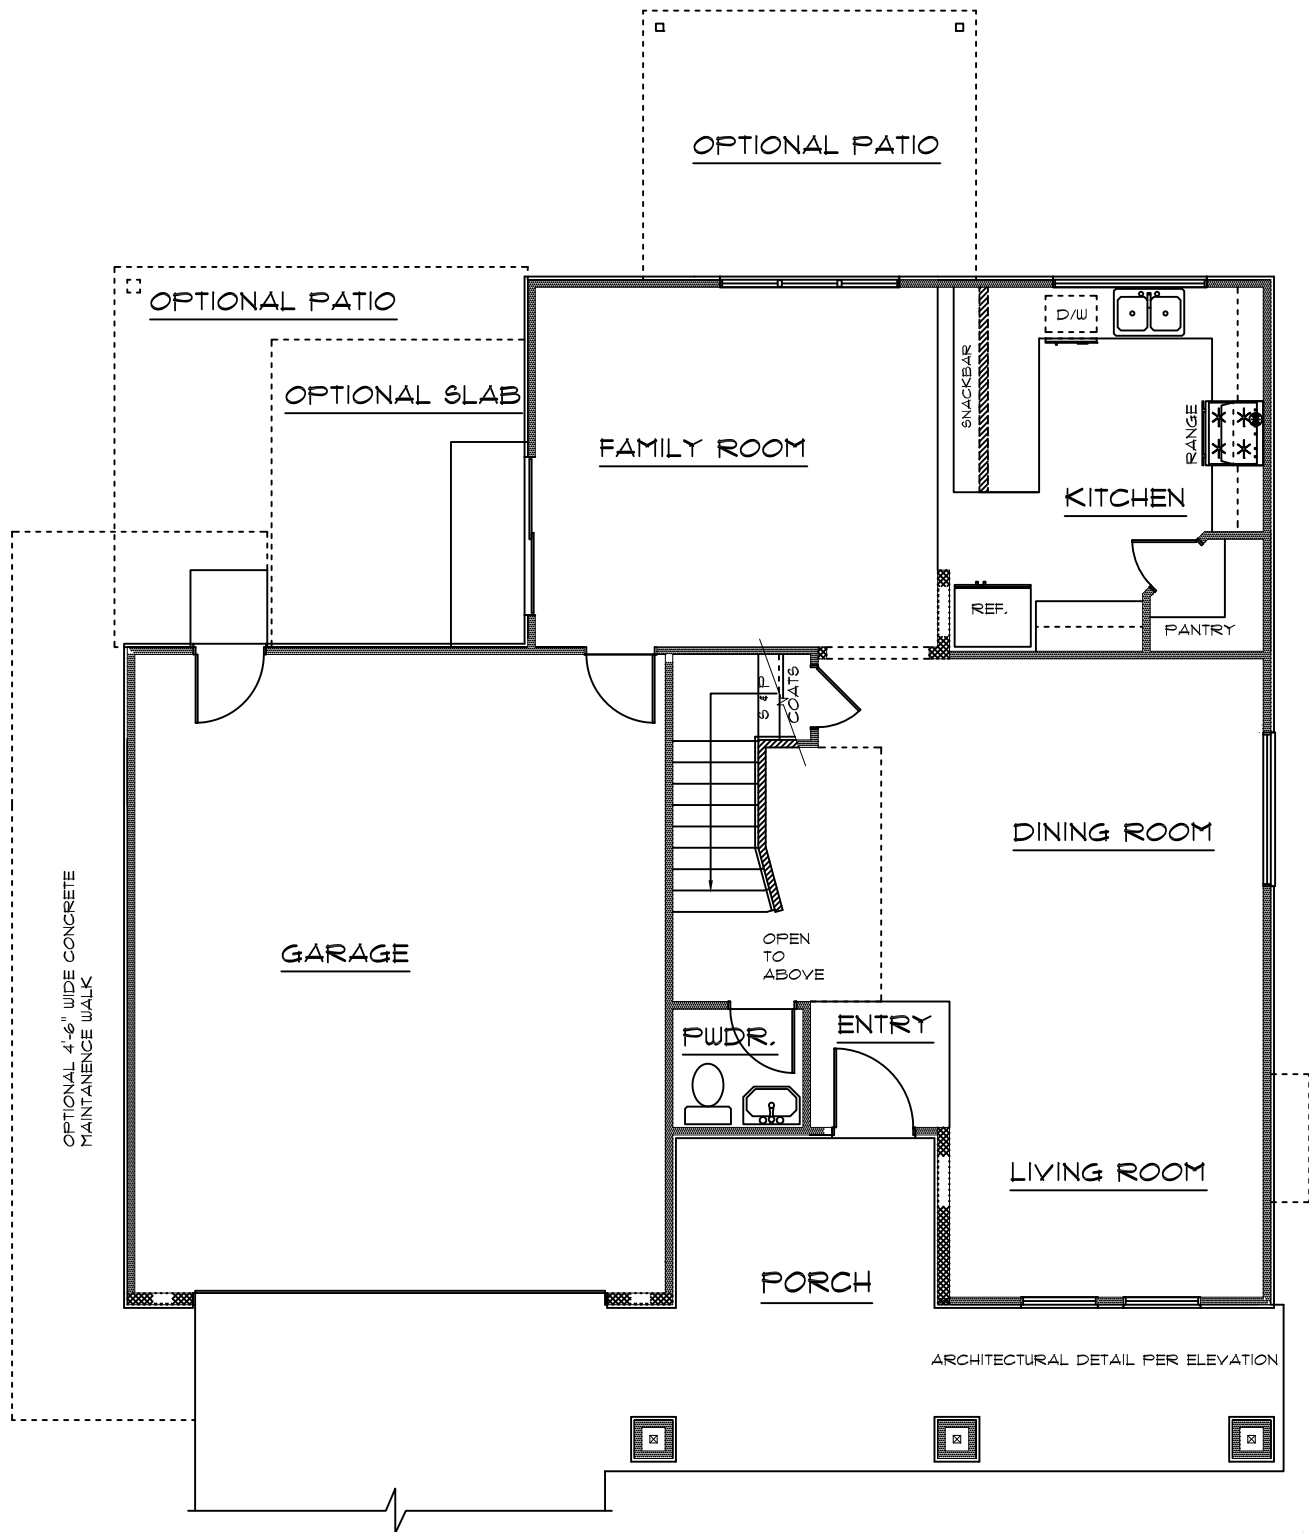 OPTIONAL PATIO
OPTIONAL PATIO
D/W
SNACKBAR
OPTIONAL SLAB
RANGE
FAMILY ROOM
KITCHEN
REF.
PANTRY
S & P
COATS
DINING ROOM
OPTIONAL 4'-6" WIDE CONCRETE
MAINTANENCE WALK
GARAGE
OPEN
TO
ABOVE
PWDR.
ENTRY
LIVING ROOM
PORCH
ARCHITECTURAL DETAIL PER ELEVATION